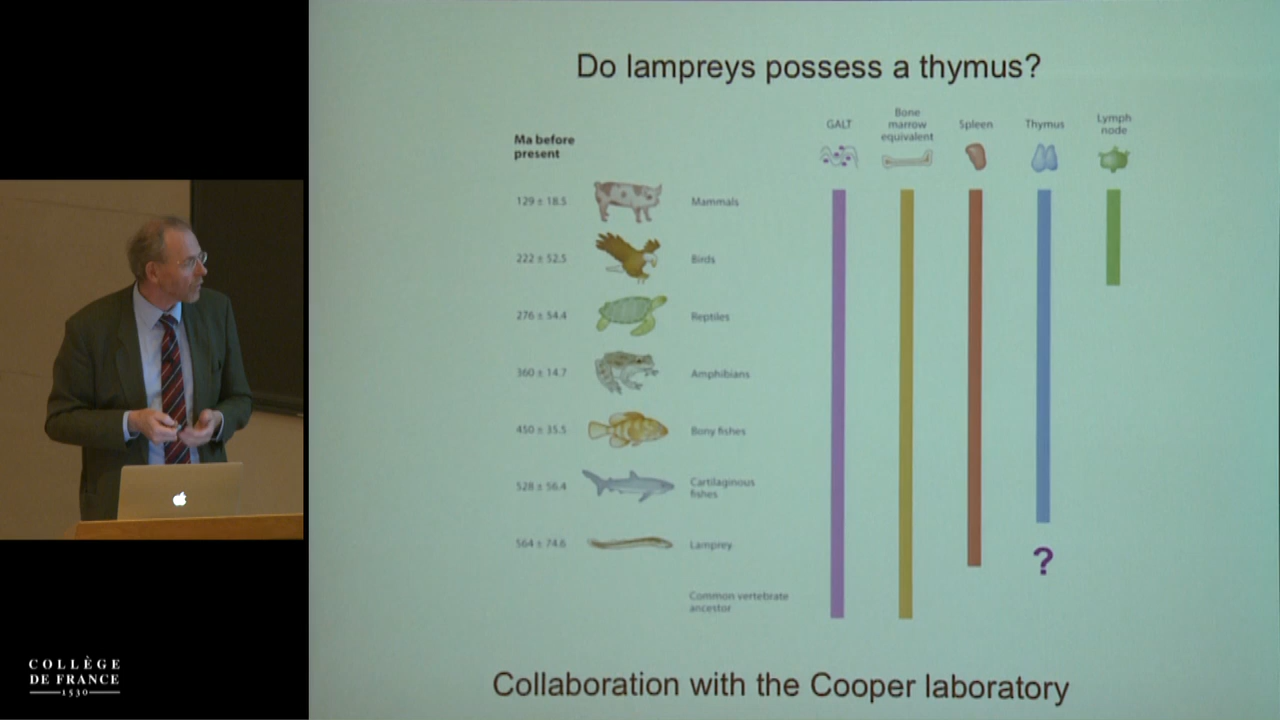 Do lampreys possess a thymus?
Ma before
present
GALT
Bone
marrow
equivalent
Spleen
Thymus
Lymph
node
129 ± 18.5
Mammals
222 ± 52.5
Birds
276 ± 54.4
Reptiles
360 ± 14.7
Amphibians
450 ± 35.5
Bony fishes
528 ± 56.4
Cartilaginous
fishes
564 ± 74.6
Lamprey
?
Common vertebrate
ancestor
Collaboration with the Cooper laboratory
COLLÈGE
DE FRANCE
1530